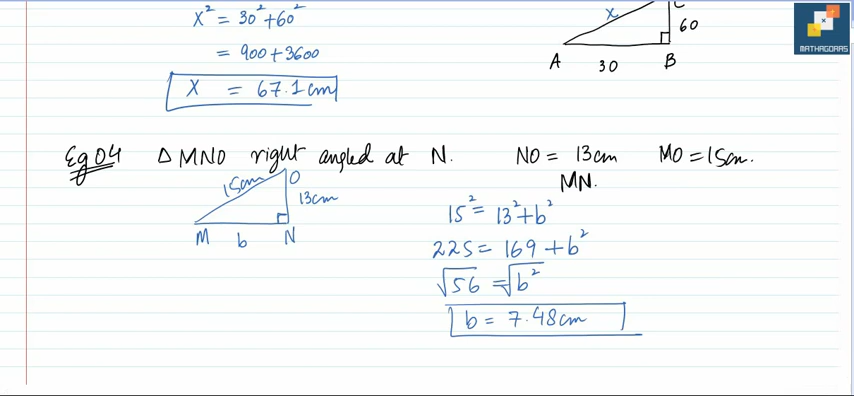 x² = 30² + 60²
= 900 + 3600
x = 67.1 cm
x
60
A 30 B
MATHAGORAS
Eg 04 Δ MNO right angled at N. NO = 13cm MO = 15cm.
MN.
15cm O
13cm
M b N
15² = 13² + b²
225 = 169 + b²
√56 = √b²
b = 7.48cm